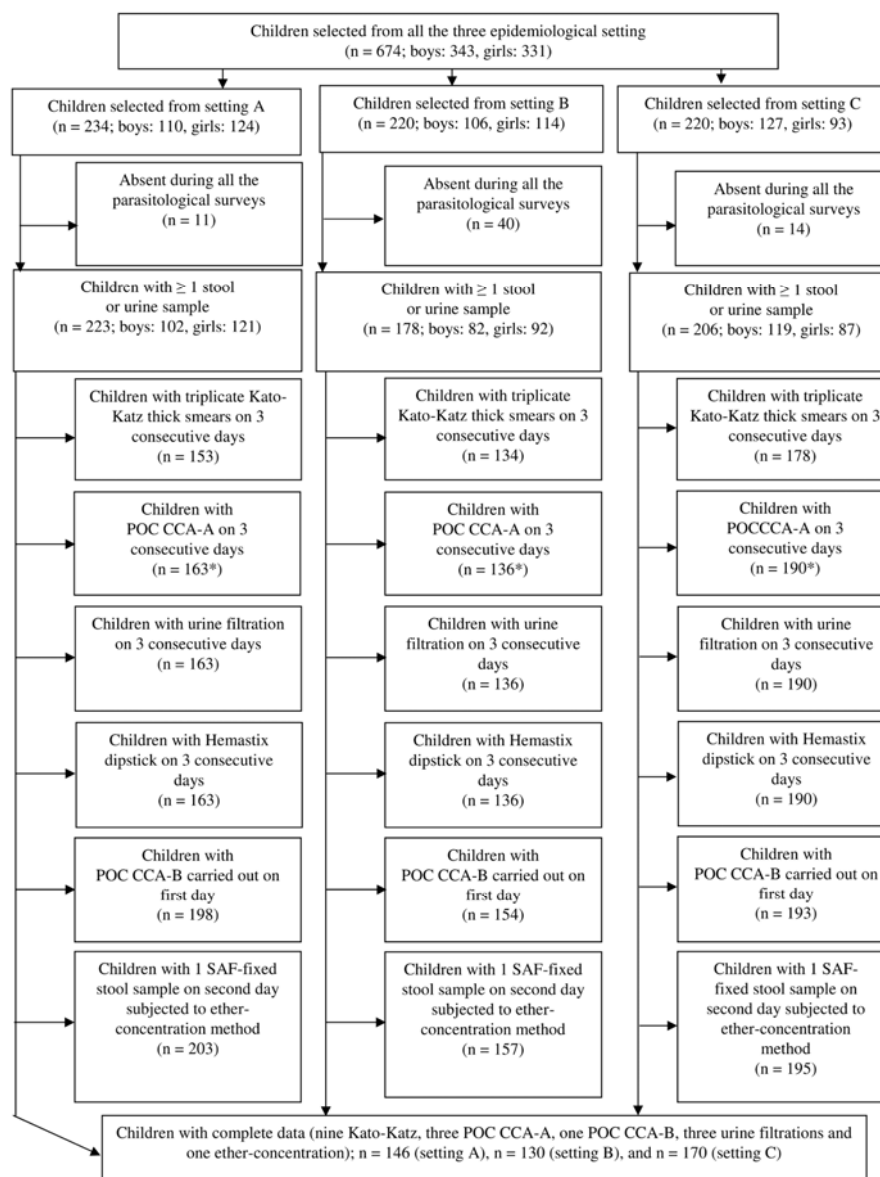 Children selected from all the three epidemiological setting
(n = 674; boys: 343, girls: 331)
Children selected from setting A
(n = 234; boys: 110, girls: 124)
Children selected from setting B
(n = 220; boys: 106, girls: 114)
Children selected from setting C
(n = 220; boys: 127, girls: 93)
Absent during all the
parasitological surveys
(n = 11)
Absent during all the
parasitological surveys
(n = 40)
Absent during all the
parasitological surveys
(n = 14)
Children with ≥ 1 stool
or urine sample
(n = 223; boys: 102, girls: 121)
Children with ≥ 1 stool
or urine sample
(n = 178; boys: 82, girls: 92)
Children with ≥ 1 stool
or urine sample
(n = 206; boys: 119, girls: 87)
Children with triplicate Kato-
Katz thick smears on 3
consecutive days
(n = 153)
Children with triplicate
Kato-Katz thick smears on 3
consecutive days
(n = 134)
Children with triplicate
Kato-Katz thick smears on 3
consecutive days
(n = 178)
Children with
POC CCA-A on 3
consecutive days
(n = 163*)
Children with
POC CCA-A on 3
consecutive days
(n = 136*)
Children with
POCCCA-A on 3
consecutive days
(n = 190*)
Children with urine filtration
on 3 consecutive days
(n = 163)
Children with urine
filtration on 3 consecutive
days
(n = 136)
Children with urine
filtration on 3 consecutive
days
(n = 190)
Children with Hemastix
dipstick on 3 consecutive
days
(n = 163)
Children with Hemastix
dipstick on 3 consecutive
days
(n = 136)
Children with Hemastix
dipstick on 3 consecutive
days
(n = 190)
Children with
POC CCA-B carried out on
first day
(n = 198)
Children with
POC CCA-B carried out on
first day
(n = 154)
Children with
POC CCA-B carried out on
first day
(n = 193)
Children with 1 SAF-fixed
stool sample on second day
subjected to ether-
concentration method
(n = 203)
Children with 1 SAF-fixed
stool sample on second day
subjected to ether-
concentration method
(n = 157)
Children with 1 SAF-
fixed stool sample on
second day subjected to
ether-concentration
method
(n = 195)
Children with complete data (nine Kato-Katz, three POC CCA-A, one POC CCA-B, three urine filtrations and
one ether-concentration); n = 146 (setting A), n = 130 (setting B), and n = 170 (setting C)